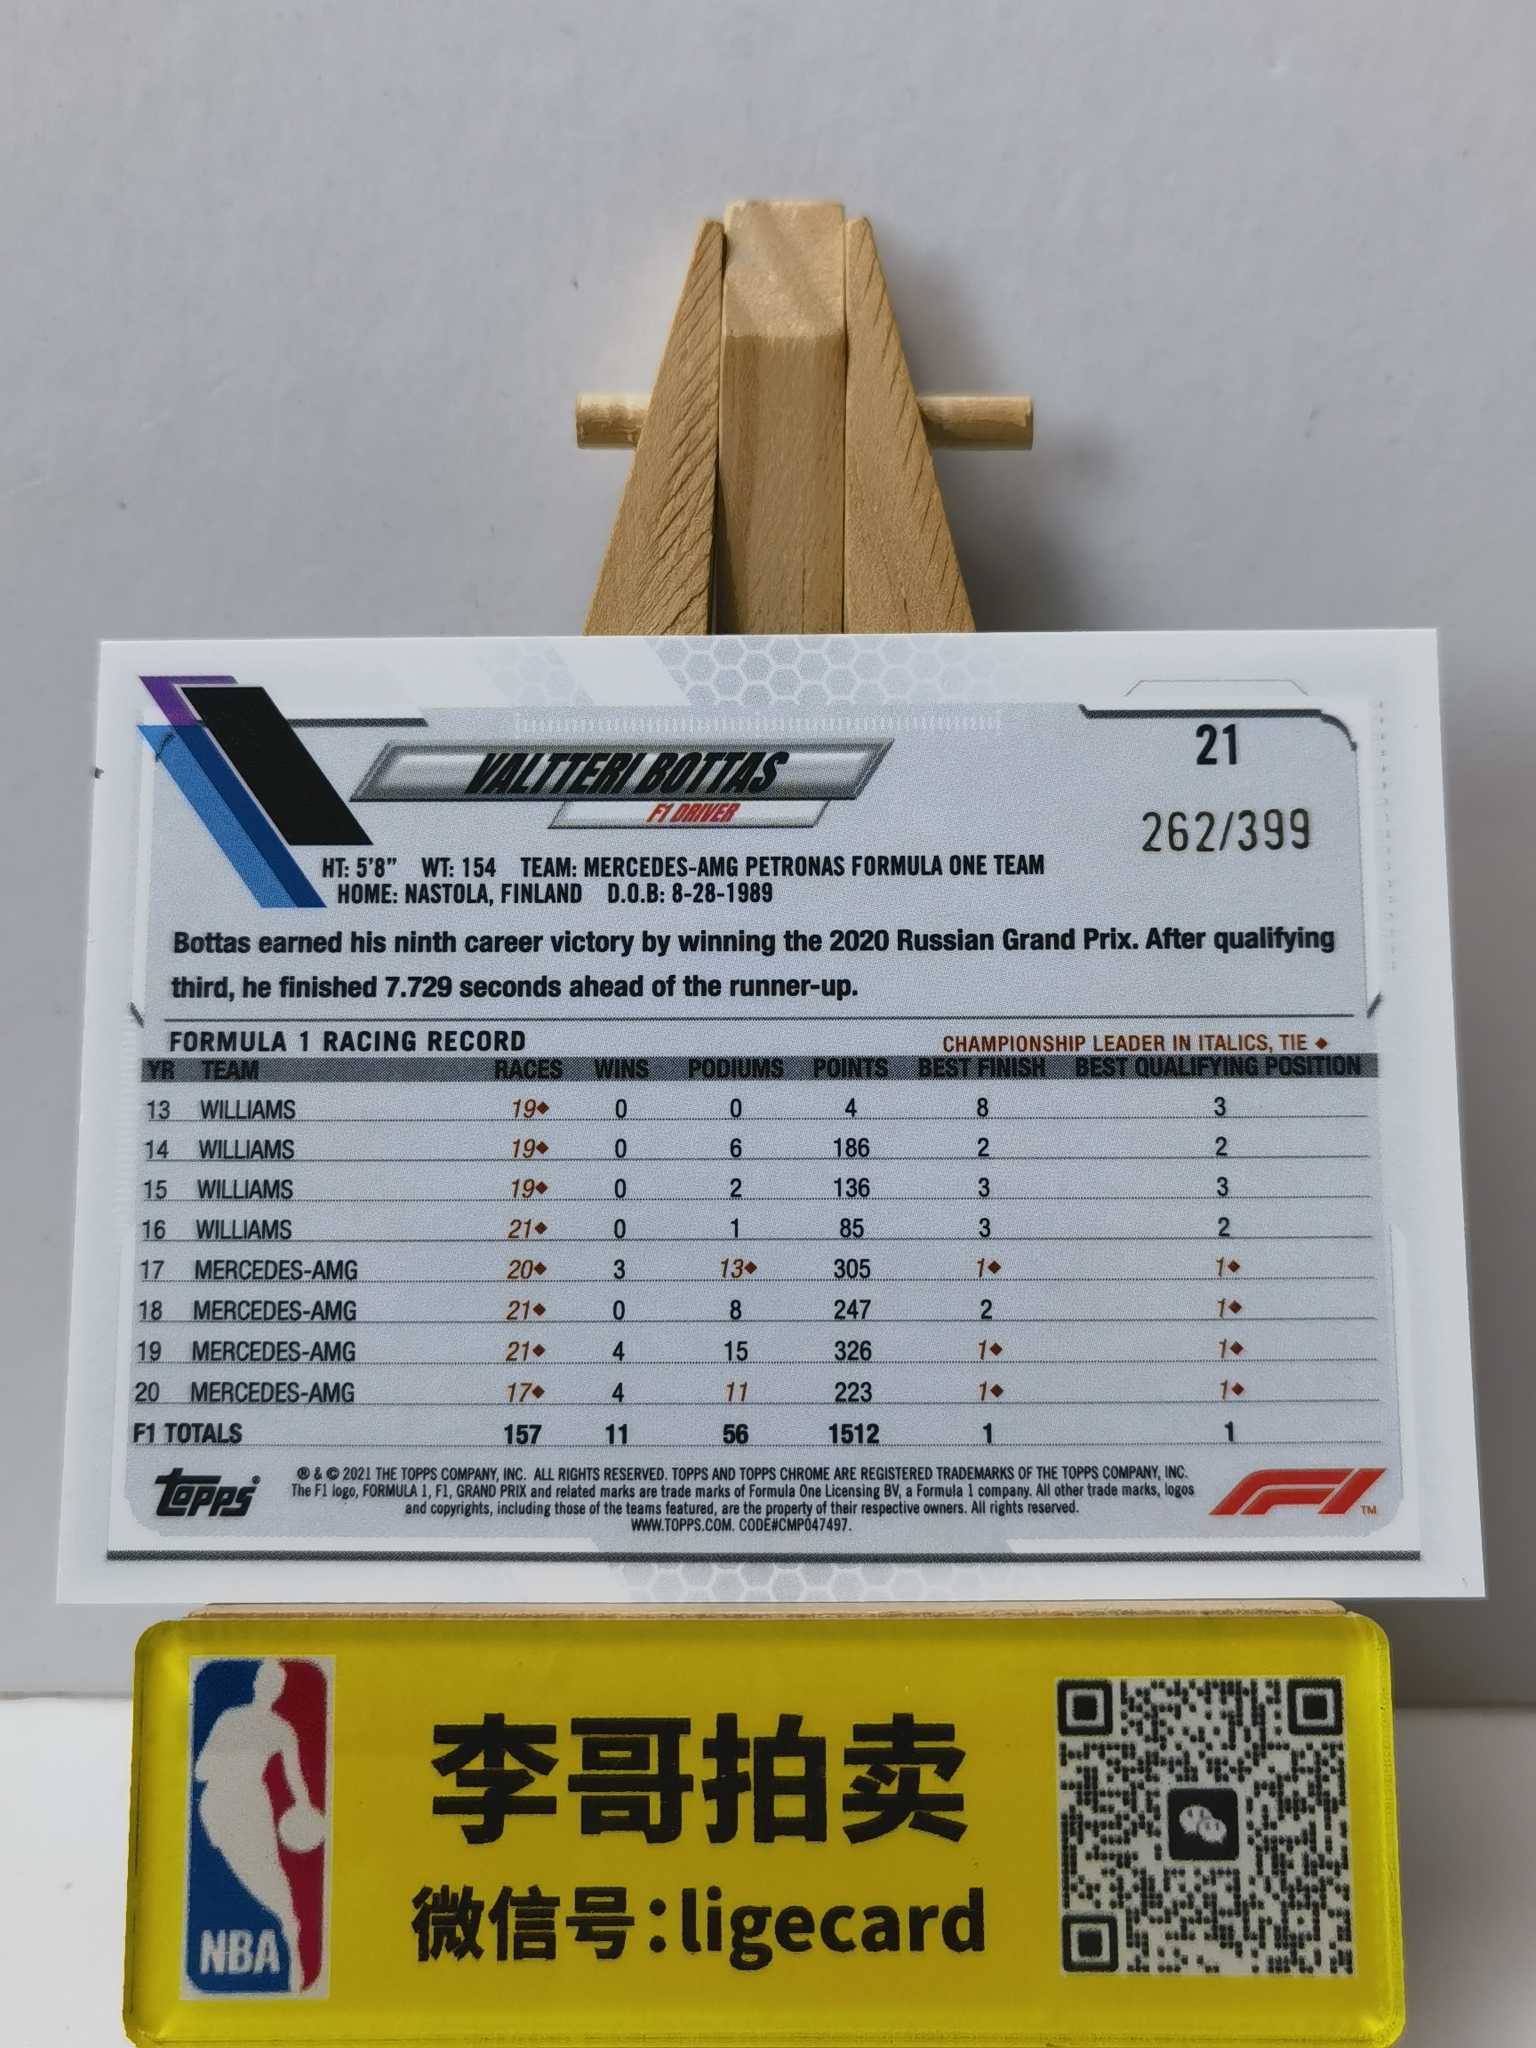 VALTTERI BOTTAS
F1 DRIVER
21
262/399
HT: 5'8" WT: 154 TEAM: MERCEDES-AMG PETRONAS FORMULA ONE TEAM
HOME: NASTOLA, FINLAND D.O.B: 8-28-1989
Bottas earned his ninth career victory by winning the 2020 Russian Grand Prix. After qualifying
third, he finished 7.729 seconds ahead of the runner-up.
FORMULA 1 RACING RECORD CHAMPIONSHIP LEADER IN ITALICS, TIE ◆
YR TEAM RACES WINS PODIUMS POINTS BEST FINISH BEST QUALIFYING POSITION
13 WILLIAMS 19◆ 0 0 4 8 3
14 WILLIAMS 19◆ 0 6 186 2 2
15 WILLIAMS 19◆ 0 2 136 3 3
16 WILLIAMS 21◆ 0 1 85 3 2
17 MERCEDES-AMG 20◆ 3 13◆ 305 1◆ 1◆
18 MERCEDES-AMG 21◆ 0 8 247 2 1◆
19 MERCEDES-AMG 21◆ 4 15 326 1◆ 1◆
20 MERCEDES-AMG 17◆ 4 11 223 1◆ 1◆
F1 TOTALS 157 11 56 1512 1 1
Topps®
® & © 2021 THE TOPPS COMPANY, INC. ALL RIGHTS RESERVED. TOPPS AND TOPPS CHROME ARE REGISTERED TRADEMARKS OF THE TOPPS COMPANY, INC.
The F1 logo, FORMULA 1, F1, GRAND PRIX and related marks are trade marks of Formula One Licensing BV, a Formula 1 company. All other trade marks, logos
and copyrights, including those of the teams featured, are the property of their respective owners. All rights reserved.
WWW.TOPPS.COM. CODE#CMP047497.
F1™
NBA
李哥拍卖
微信号:ligecard